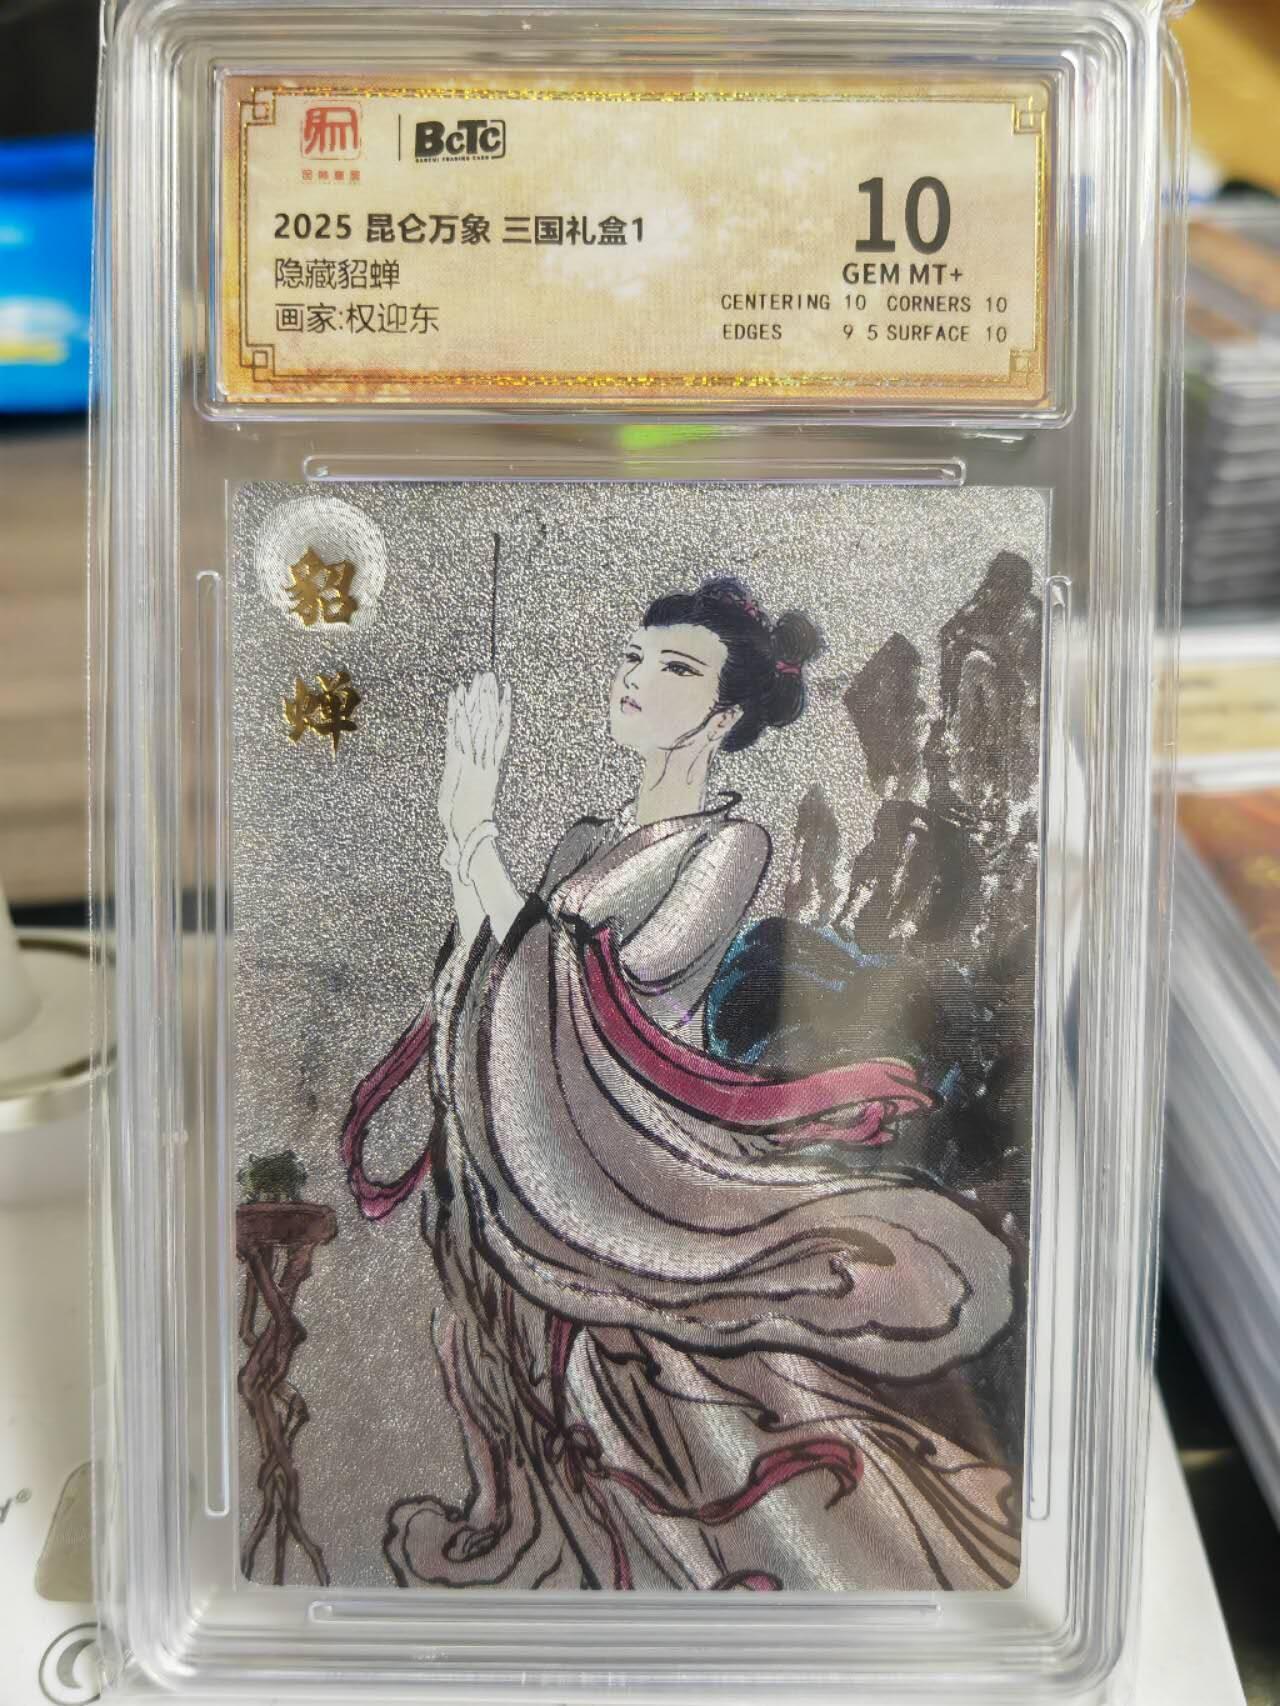 BCTC
2025 昆仑万象 三国礼盒1
隐藏貂蝉
画家:权迎东
10
GEM MT+
CENTERING 10 CORNERS 10
EDGES 9 5 SURFACE 10
貂
蝉